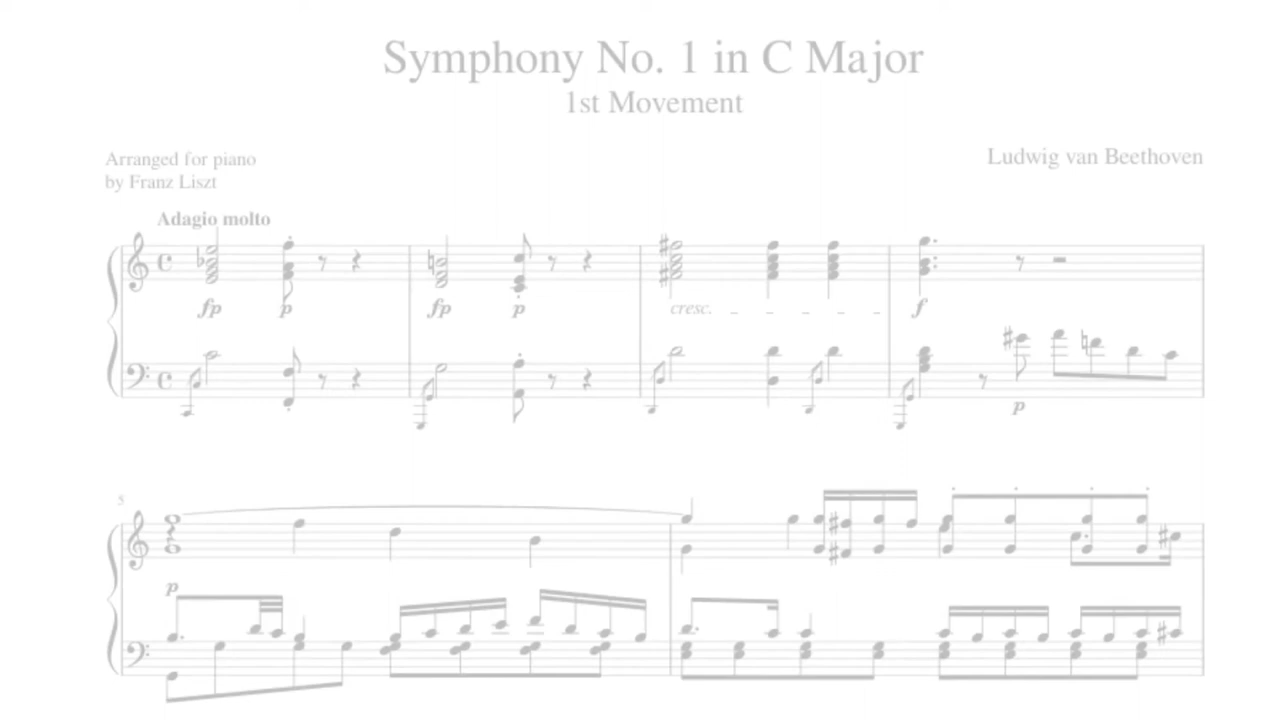 Symphony No. 1 in C Major
1st Movement
Arranged for piano
by Franz Liszt
Ludwig van Beethoven
Adagio molto
fp p fp p cresc. f
p
5
p